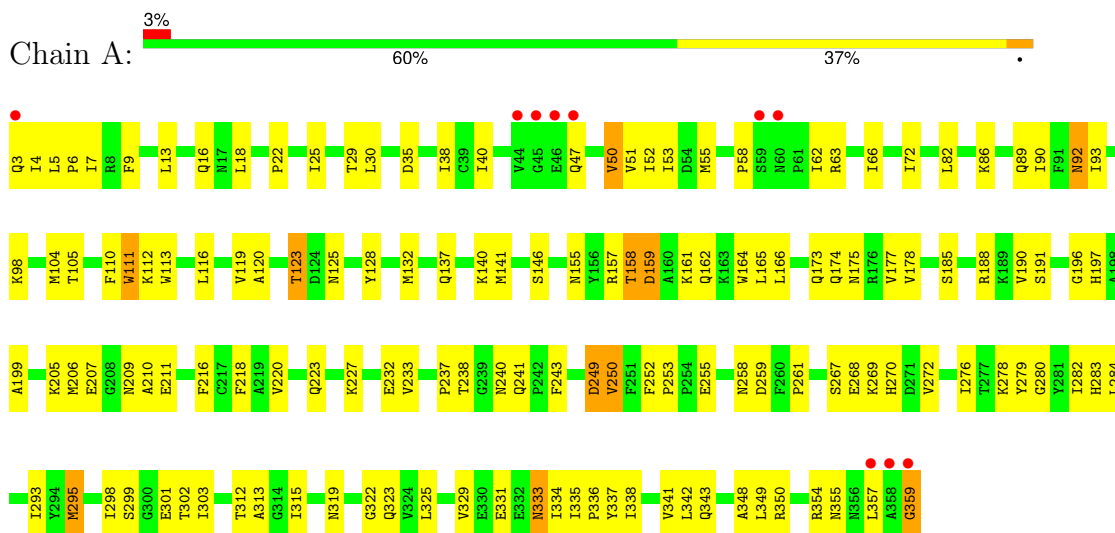 3%
Chain A:
60% 37% •
Q3 I4 L5 P6 I7 R8 F9 L13 Q16 N17 L18 P22 I25 T29 L30 D35 I38 C39 I40 V44 G45 E46 Q47 V50 V51 I52 I53 D54 M55 P58 S59 N60 P61 I62 R63 I66 I72 L82 K86 Q89 I90 F91 N92 I93
K98 M104 T105 F110 W111 K112 W113 L116 V119 A120 T123 D124 N125 Y128 M132 Q137 K140 M141 S146 N155 Y156 R157 T158 D159 A160 K161 Q162 K163 W164 L165 L166 Q173 Q174 N175 R176 V177 V178 S185 R188 K189 V190 S191 G196 H197 A198
A199 K205 M206 E207 G208 N209 A210 E211 F216 C217 F218 A219 V220 Q223 K227 E232 V233 P237 T238 G239 N240 Q241 P242 F243 D249 V250 F251 F252 P253 P254 E255 N258 D259 F260 P261 S267 E268 K269 H270 D271 V272 I276 T277 K278 Y279 G280 Y281 I282 H283
I293 Y294 M295 I298 S299 G300 E301 T302 I303 T312 A313 G314 I315 N319 G322 Q323 V324 L325 V329 E330 E331 E332 N333 I334 I335 P336 Y337 I338 V341 L342 Q343 A348 L349 R350 R354 N355 N356 L357 A358 G359